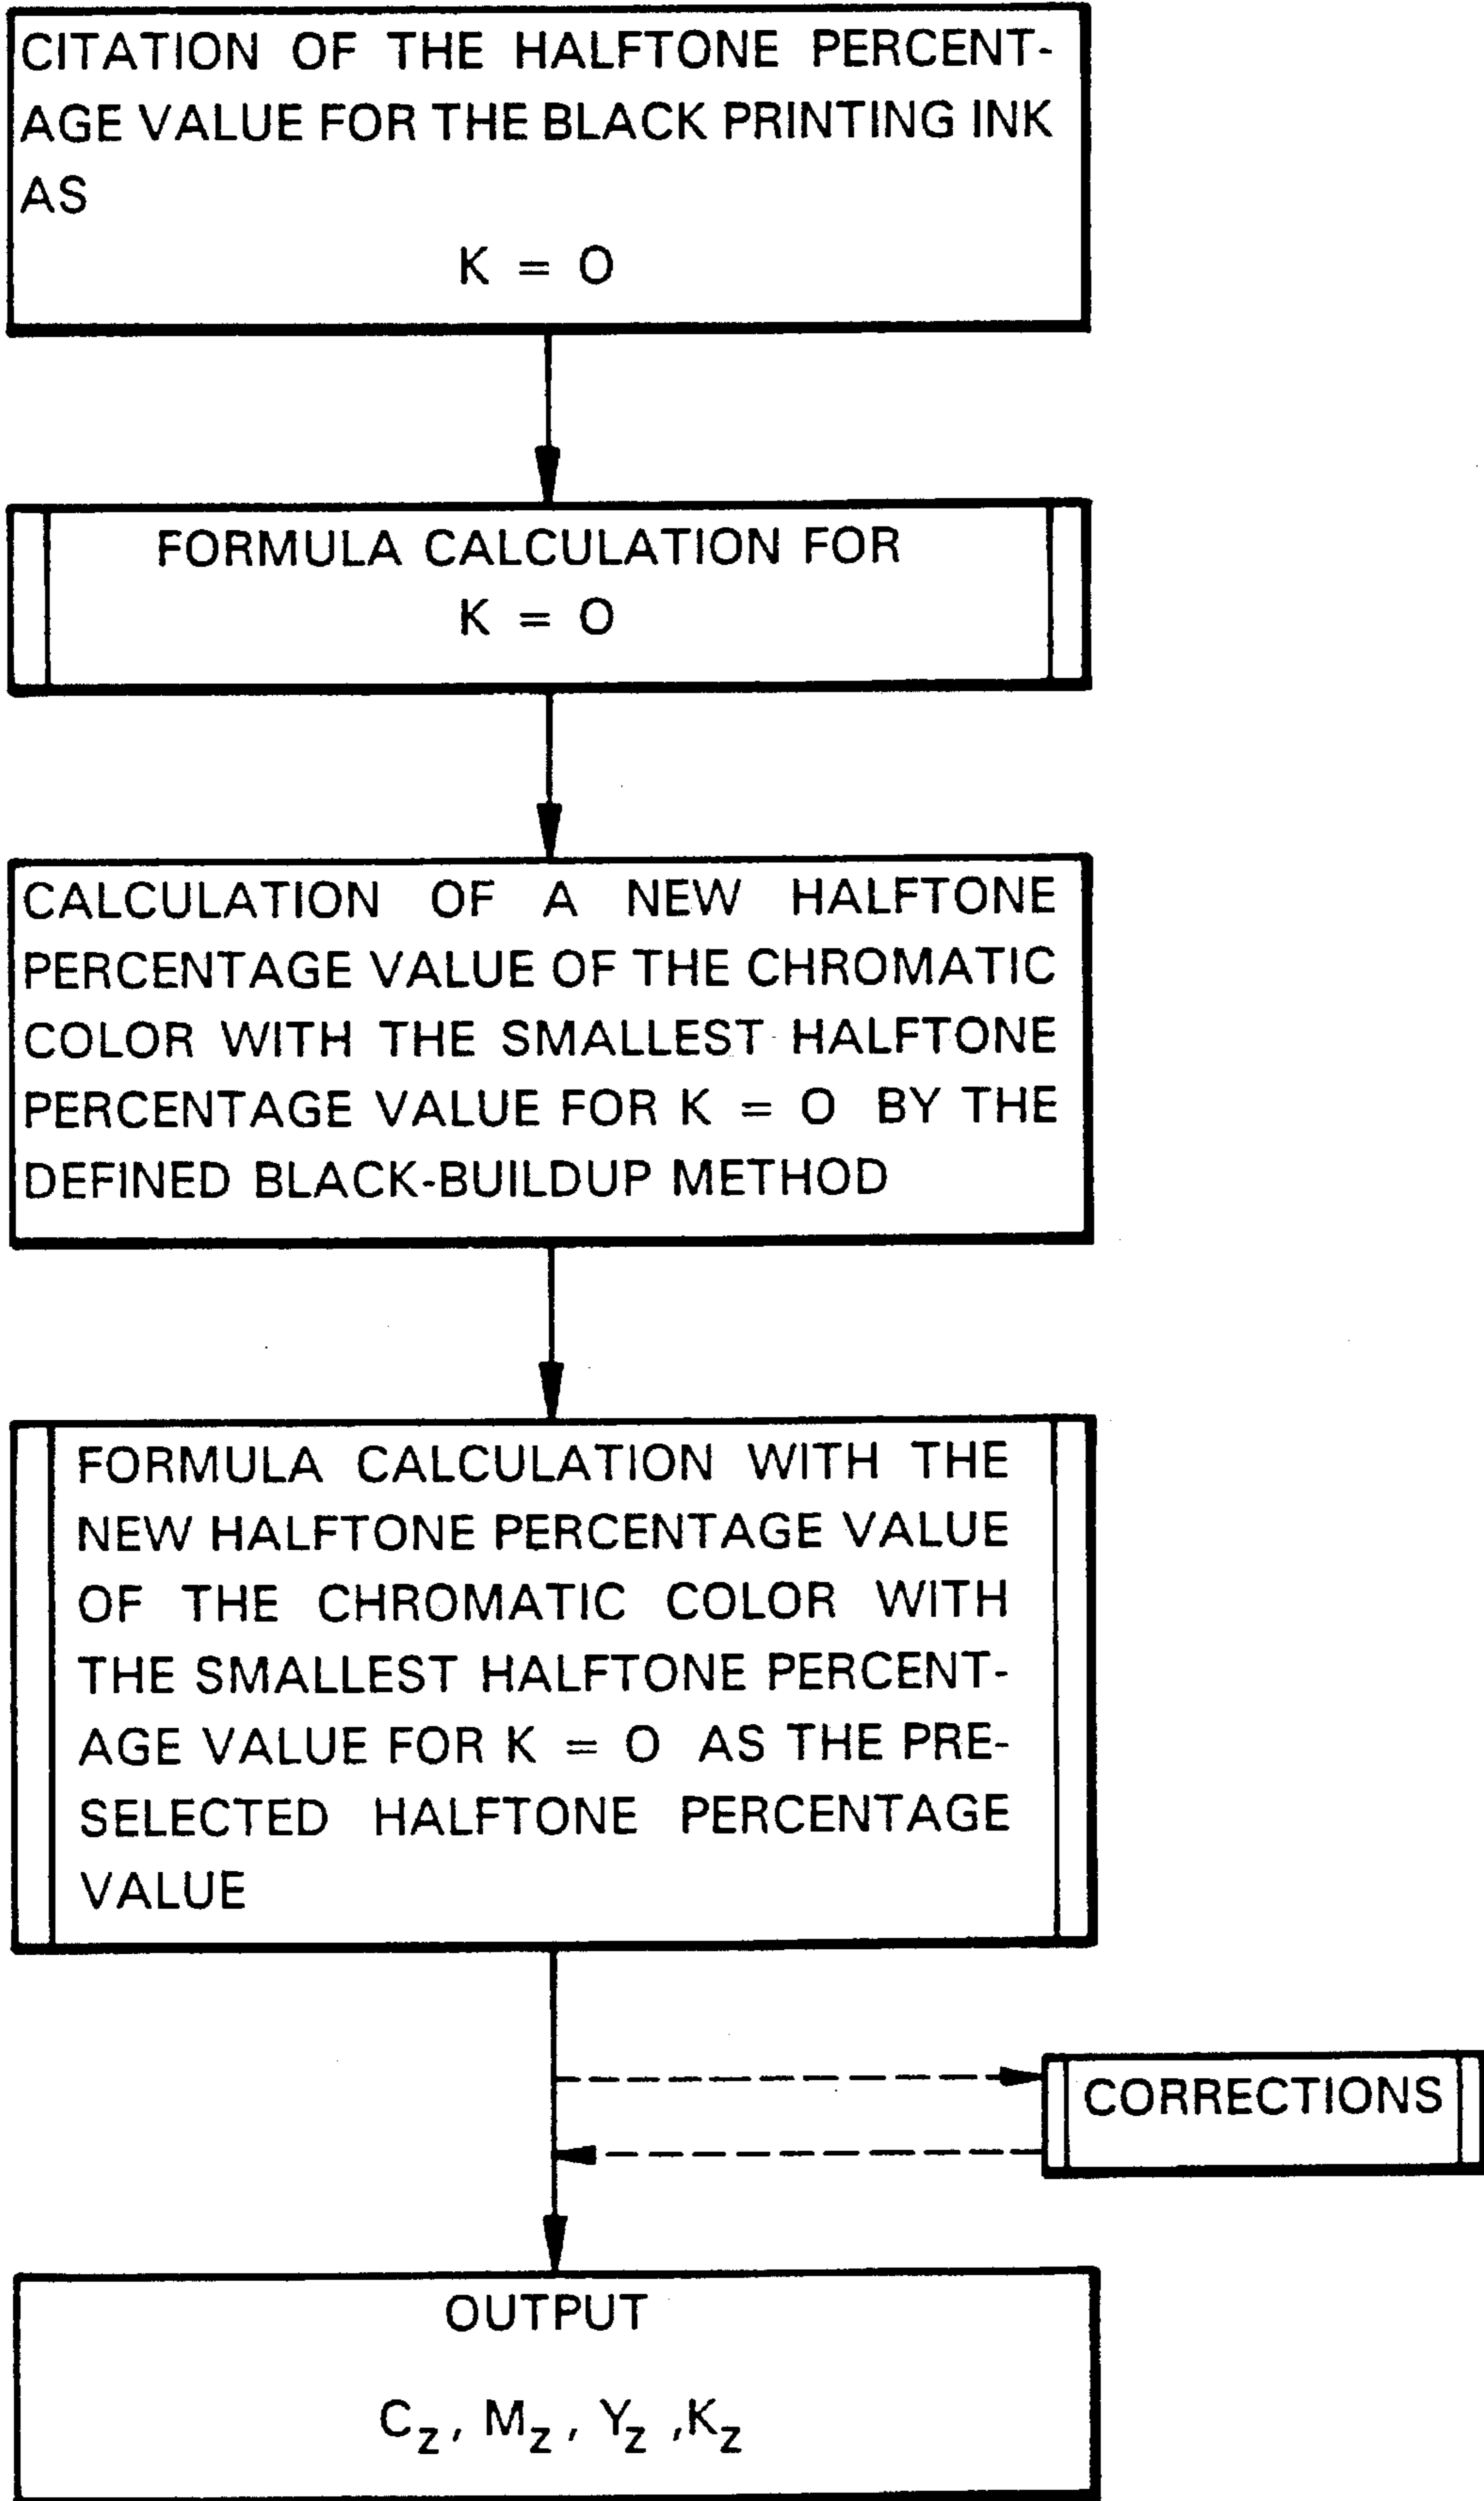 CITATION OF THE HALFTONE PERCENT-
AGE VALUE FOR THE BLACK PRINTING INK
AS
K = O
FORMULA CALCULATION FOR
K = O
CALCULATION OF A NEW HALFTONE
PERCENTAGE VALUE OF THE CHROMATIC
COLOR WITH THE SMALLEST HALFTONE
PERCENTAGE VALUE FOR K = O BY THE
DEFINED BLACK-BUILDUP METHOD
FORMULA CALCULATION WITH THE
NEW HALFTONE PERCENTAGE VALUE
OF THE CHROMATIC COLOR WITH
THE SMALLEST HALFTONE PERCENT-
AGE VALUE FOR K = O AS THE PRE-
SELECTED HALFTONE PERCENTAGE
VALUE
CORRECTIONS
OUTPUT
Cz, Mz, Yz ,Kz